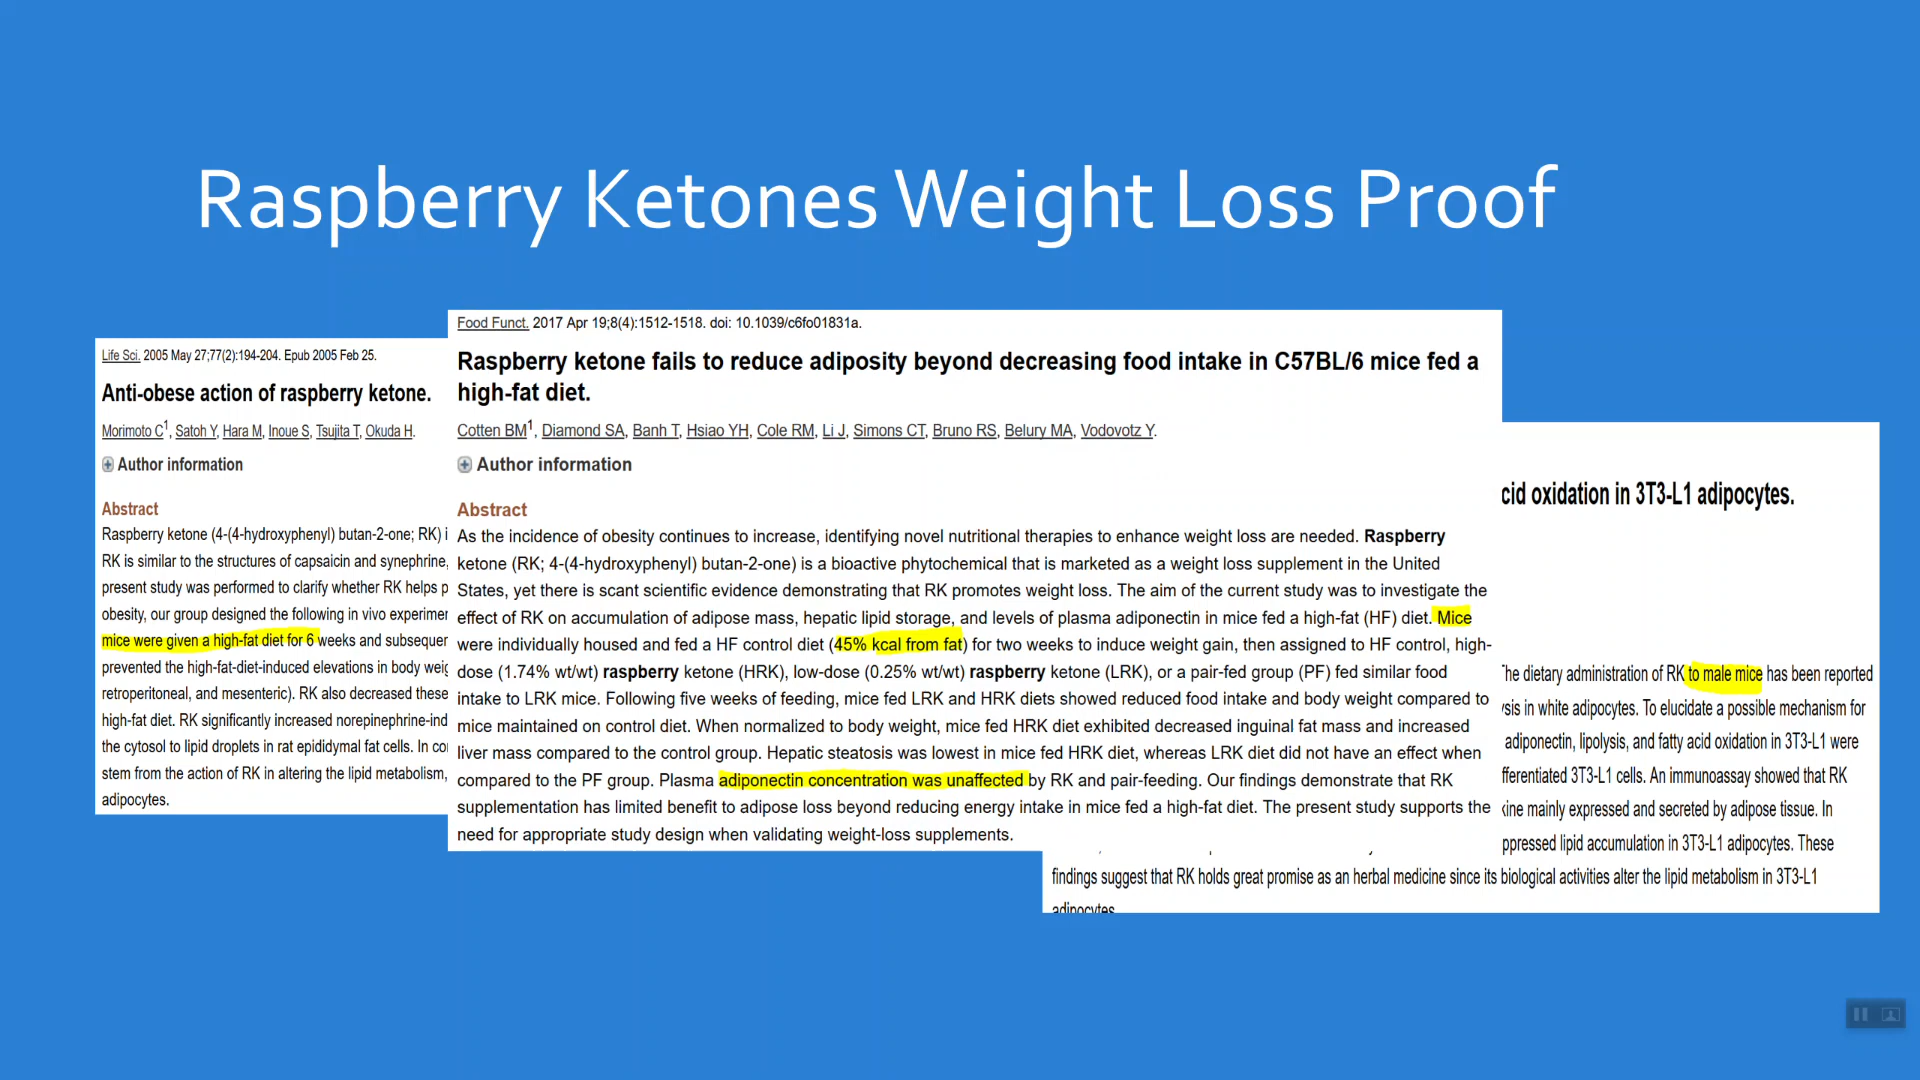 Raspberry Ketones Weight Loss Proof
Life Sci. 2005 May 27;77(2):194-204. Epub 2005 Feb 25.
Anti-obese action of raspberry ketone.
Morimoto C1, Satoh Y, Hara M, Inoue S, Tsujita T, Okuda H.
Author information
Abstract
Raspberry ketone (4-(4-hydroxyphenyl) butan-2-one; RK) i
RK is similar to the structures of capsaicin and synephrine,
present study was performed to clarify whether RK helps p
obesity, our group designed the following in vivo experimer
mice were given a high-fat diet for 6 weeks and subsequer
prevented the high-fat-diet-induced elevations in body weig
retroperitoneal, and mesenteric). RK also decreased these
high-fat diet. RK significantly increased norepinephrine-ind
the cytosol to lipid droplets in rat epididymal fat cells. In co
stem from the action of RK in altering the lipid metabolism,
adipocytes.
Food Funct. 2017 Apr 19;8(4):1512-1518. doi: 10.1039/c6fo01831a.
Raspberry ketone fails to reduce adiposity beyond decreasing food intake in C57BL/6 mice fed a
high-fat diet.
Cotten BM1, Diamond SA, Banh T, Hsiao YH, Cole RM, Li J, Simons CT, Bruno RS, Belury MA, Vodovotz Y.
Author information
Abstract
As the incidence of obesity continues to increase, identifying novel nutritional therapies to enhance weight loss are needed. Raspberry
ketone (RK; 4-(4-hydroxyphenyl) butan-2-one) is a bioactive phytochemical that is marketed as a weight loss supplement in the United
States, yet there is scant scientific evidence demonstrating that RK promotes weight loss. The aim of the current study was to investigate the
effect of RK on accumulation of adipose mass, hepatic lipid storage, and levels of plasma adiponectin in mice fed a high-fat (HF) diet. Mice
were individually housed and fed a HF control diet (45% kcal from fat) for two weeks to induce weight gain, then assigned to HF control, high-
dose (1.74% wt/wt) raspberry ketone (HRK), low-dose (0.25% wt/wt) raspberry ketone (LRK), or a pair-fed group (PF) fed similar food
intake to LRK mice. Following five weeks of feeding, mice fed LRK and HRK diets showed reduced food intake and body weight compared to
mice maintained on control diet. When normalized to body weight, mice fed HRK diet exhibited decreased inguinal fat mass and increased
liver mass compared to the control group. Hepatic steatosis was lowest in mice fed HRK diet, whereas LRK diet did not have an effect when
compared to the PF group. Plasma adiponectin concentration was unaffected by RK and pair-feeding. Our findings demonstrate that RK
supplementation has limited benefit to adipose loss beyond reducing energy intake in mice fed a high-fat diet. The present study supports the
need for appropriate study design when validating weight-loss supplements.
cid oxidation in 3T3-L1 adipocytes.
The dietary administration of RK to male mice has been reported
sis in white adipocytes. To elucidate a possible mechanism for
adiponectin, lipolysis, and fatty acid oxidation in 3T3-L1 were
fferentiated 3T3-L1 cells. An immunoassay showed that RK
kine mainly expressed and secreted by adipose tissue. In
ppressed lipid accumulation in 3T3-L1 adipocytes. These
findings suggest that RK holds great promise as an herbal medicine since its biological activities alter the lipid metabolism in 3T3-L1
adipocytes